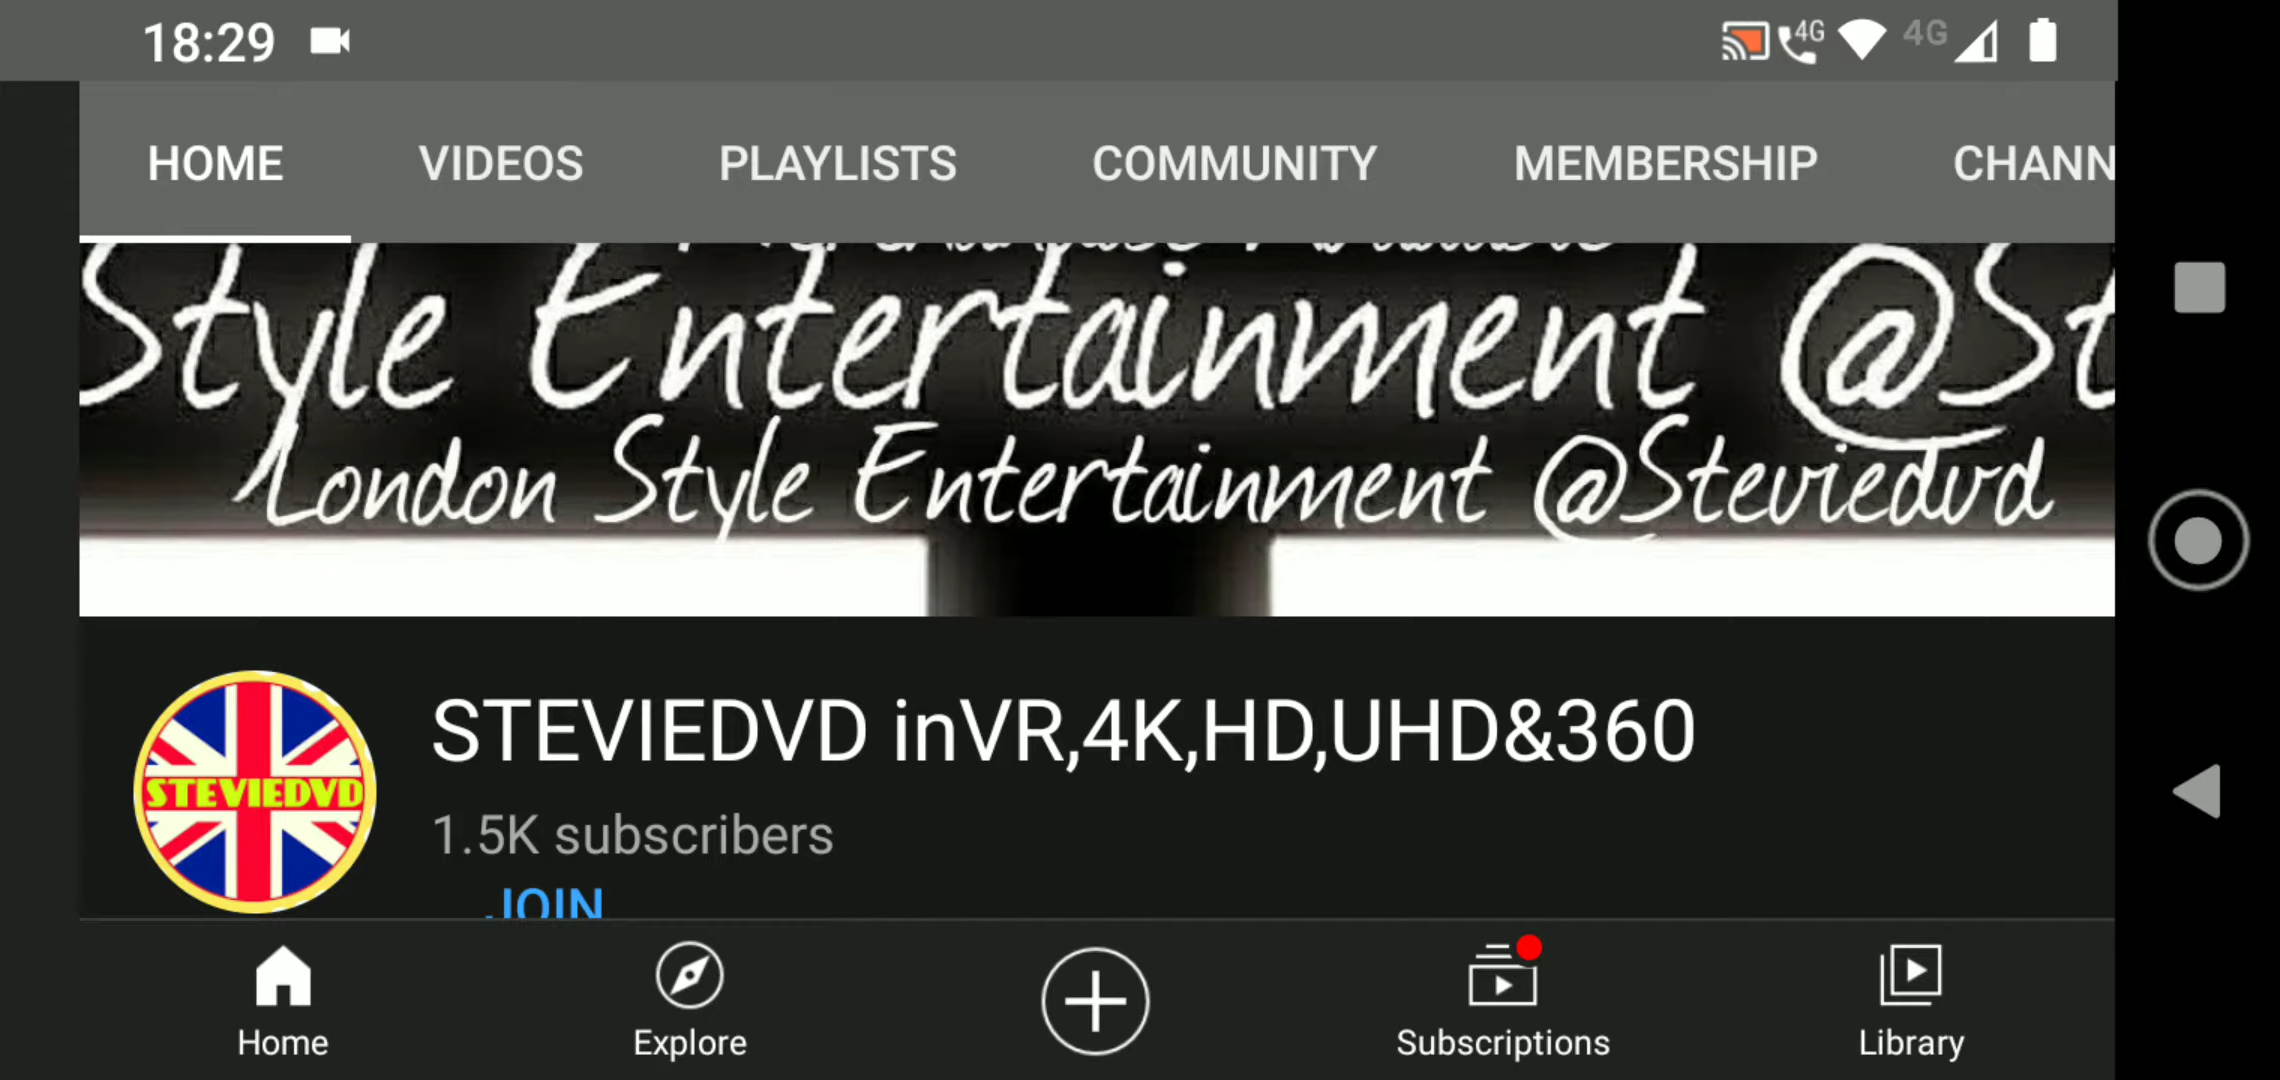 18:29 4G 4G
HOME VIDEOS PLAYLISTS COMMUNITY MEMBERSHIP CHANN
Style Entertainment @St
London Style Entertainment @Steviedvd
STEVIEDVD
STEVIEDVD inVR,4K,HD,UHD&360
1.5K subscribers
JOIN
Home Explore Subscriptions Library